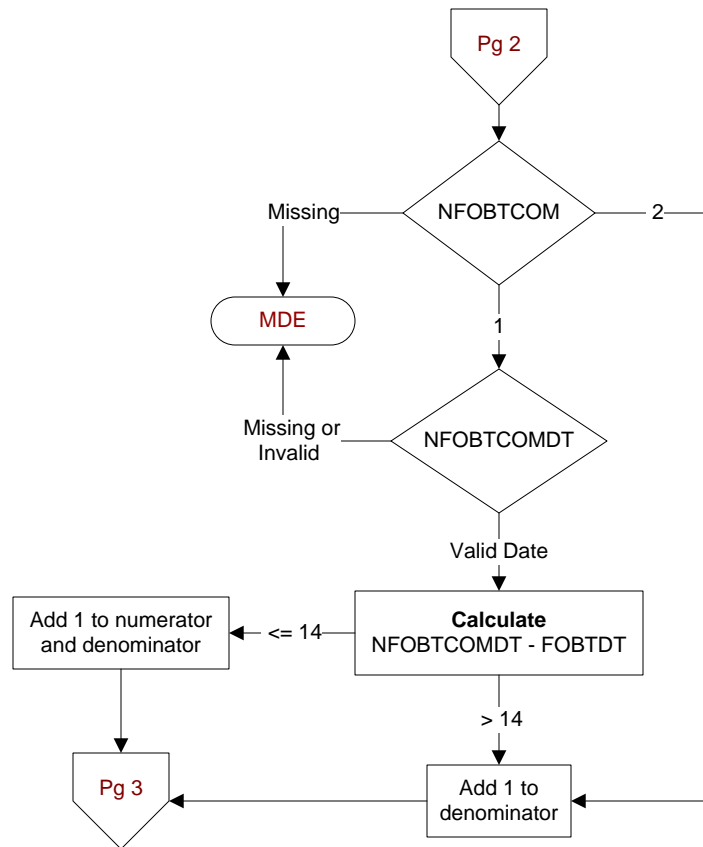 Pg 2
NFOBTCOM
Missing
2
MDE
1
Missing or
Invalid
NFOBTCOMDT
Valid Date
Add 1 to numerator
and denominator
<= 14
Calculate
NFOBTCOMDT - FOBTDT
> 14
Pg 3
Add 1 to
denominator